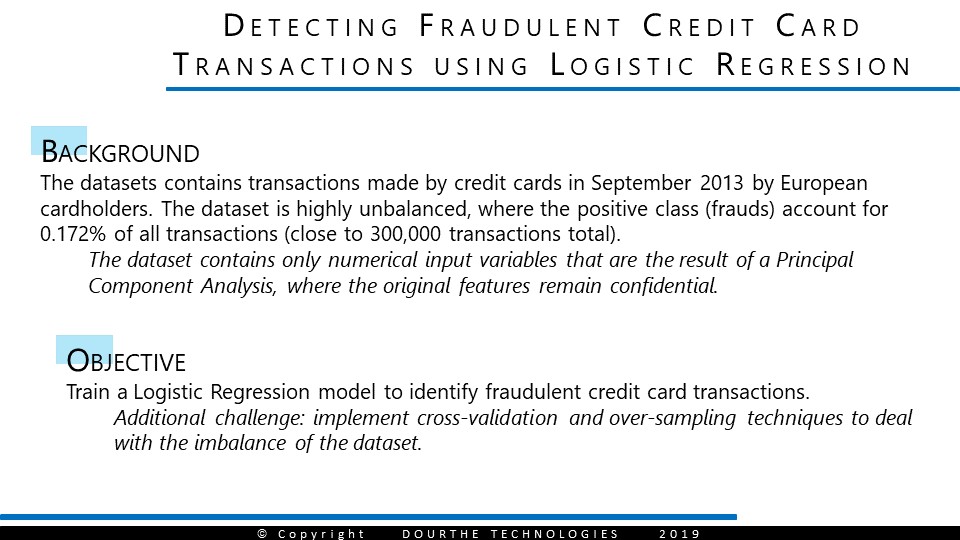 Detecting Fraudulent Credit Card
Transactions using Logistic Regression
Background
The datasets contains transactions made by credit cards in September 2013 by European
cardholders. The dataset is highly unbalanced, where the positive class (frauds) account for
0.172% of all transactions (close to 300,000 transactions total).
The dataset contains only numerical input variables that are the result of a Principal
Component Analysis, where the original features remain confidential.
Objective
Train a Logistic Regression model to identify fraudulent credit card transactions.
Additional challenge: implement cross-validation and over-sampling techniques to deal
with the imbalance of the dataset.
© Copyright DOURTHE TECHNOLOGIES 2019